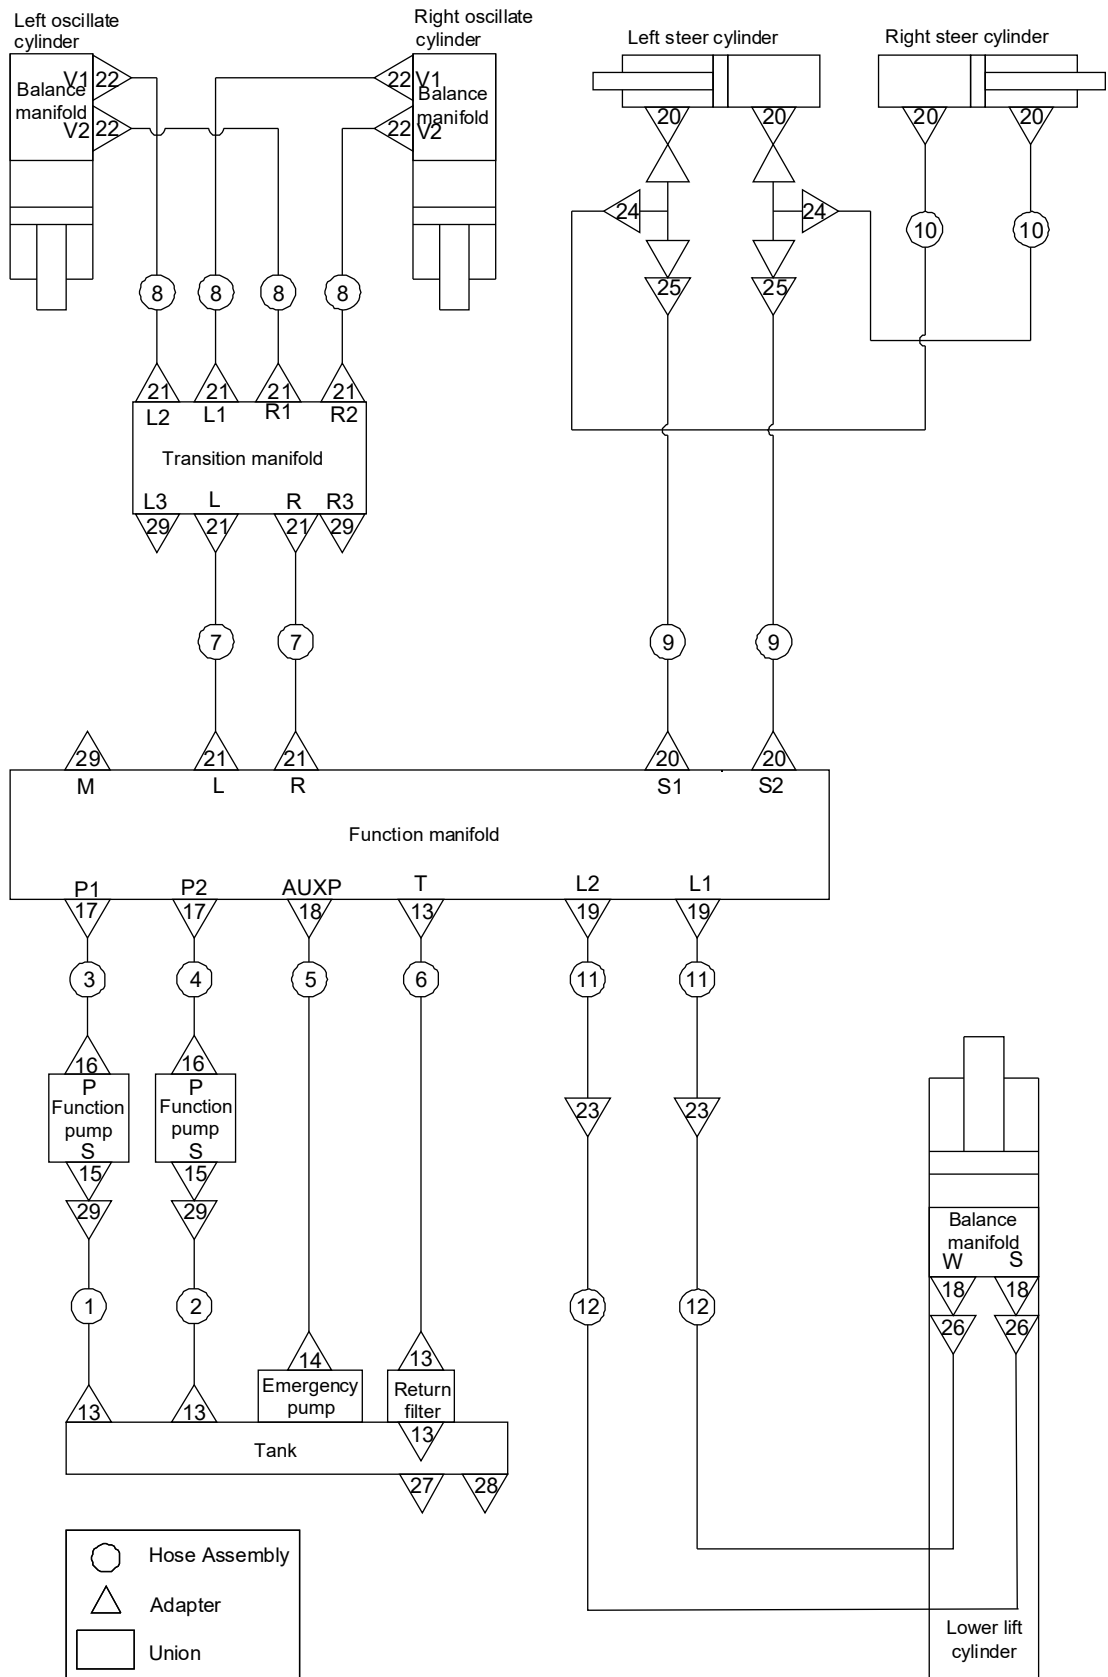 Left oscillate
cylinder
Right oscillate
cylinder
Left steer cylinder
Right steer cylinder
V1 22
Balance
manifold
V2 22
22 V1
Balance
manifold
22 V2
20
20
20
20
24
24
10
10
25
25
8
8
8
8
21
21
21
21
L2
L1
R1
R2
Transition manifold
L3
L
R
R3
29
21
21
29
7
7
9
9
29
21
21
20
20
M
L
R
S1
S2
Function manifold
P1
P2
AUXP
T
L2
L1
17
17
18
13
19
19
3
4
5
6
11
11
16
16
P
Function
pump
S
P
Function
pump
S
15
15
29
29
23
23
1
2
12
12
Balance
manifold
W
S
18
18
26
26
13
13
14
13
Emergency
pump
Return
filter
13
Tank
27
28
Hose Assembly
Adapter
Union
Lower lift
cylinder